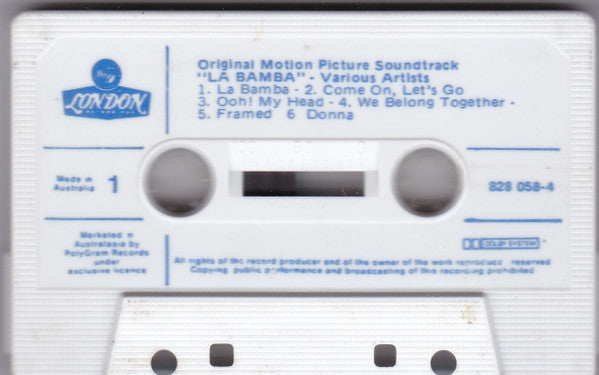 Original Motion Picture Soundtrack
"LA BAMBA" - Various Artists
1. La Bamba - 2. Come On, Let's Go
3. Ooh! My Head - 4. We Belong Together -
5. Framed 6 Donna
LONDON
Made in
Australia
1
828 058-4
Marketed in
Australasia by
PolyGram Records
under
exclusive licence
DOLBY SYSTEM
All rights of the record producer and of the owner of the work reproduced reserved
Copying public performance and broadcasting of this recording prohibited